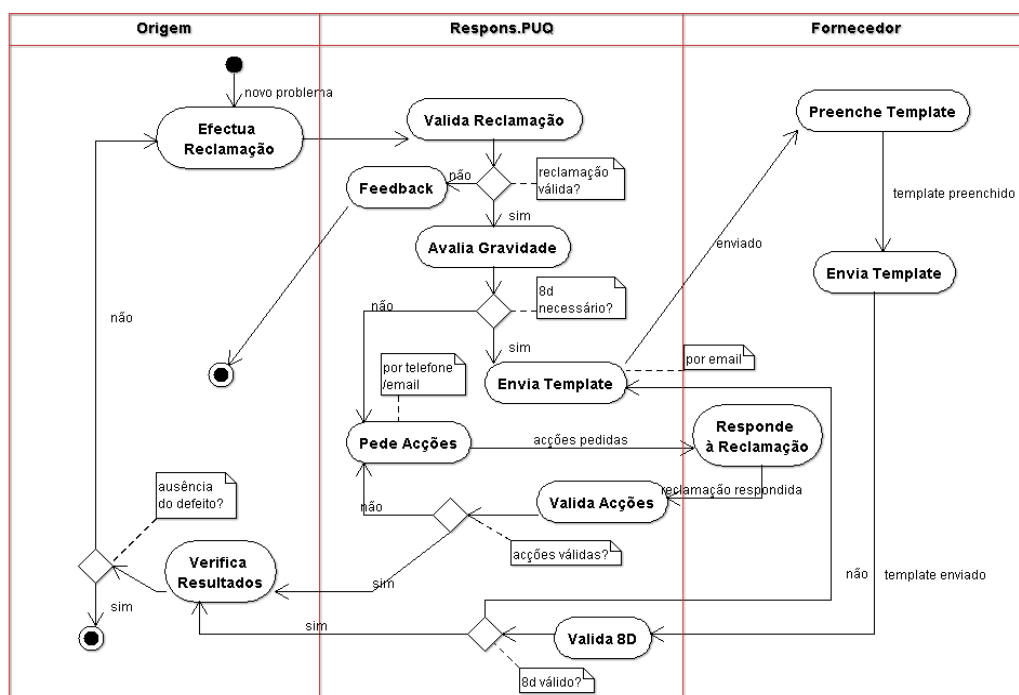 Origem
Respons.PUQ
Fornecedor
novo problema
Efectua
Reclamação
Valida Reclamação
Preenche Template
não
reclamação
válida?
Feedback
sim
template preenchido
Avalia Gravidade
enviado
Envia Template
8d
necessário?
não
não
sim
por telefone
/email
Envia Template
por email
Pede Acções
acções pedidas
Responde
à Reclamação
ausência
do defeito?
reclamação respondida
não
Valida Acções
Verifica
Resultados
acções válidas?
sim
não
template enviado
sim
sim
Valida 8D
8d válido?